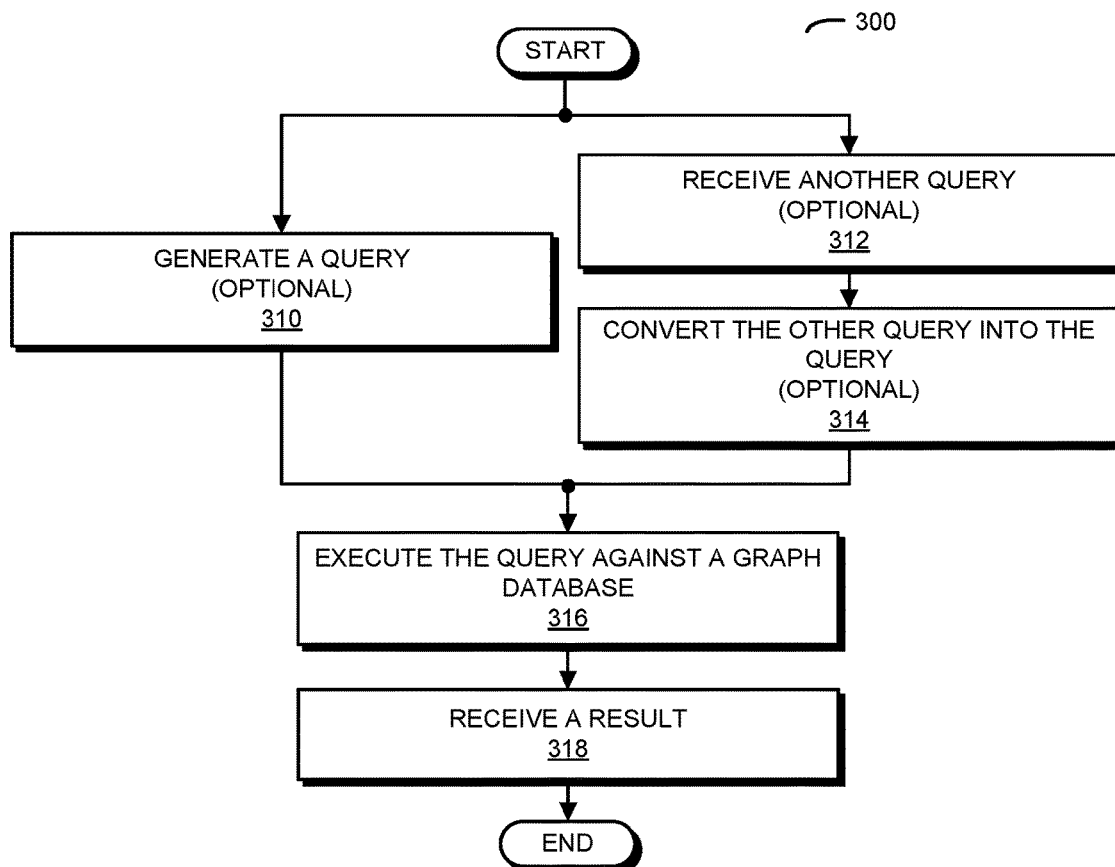 300
START
RECEIVE ANOTHER QUERY
(OPTIONAL)
312
GENERATE A QUERY
(OPTIONAL)
310
CONVERT THE OTHER QUERY INTO THE
QUERY
(OPTIONAL)
314
EXECUTE THE QUERY AGAINST A GRAPH
DATABASE
316
RECEIVE A RESULT
318
END